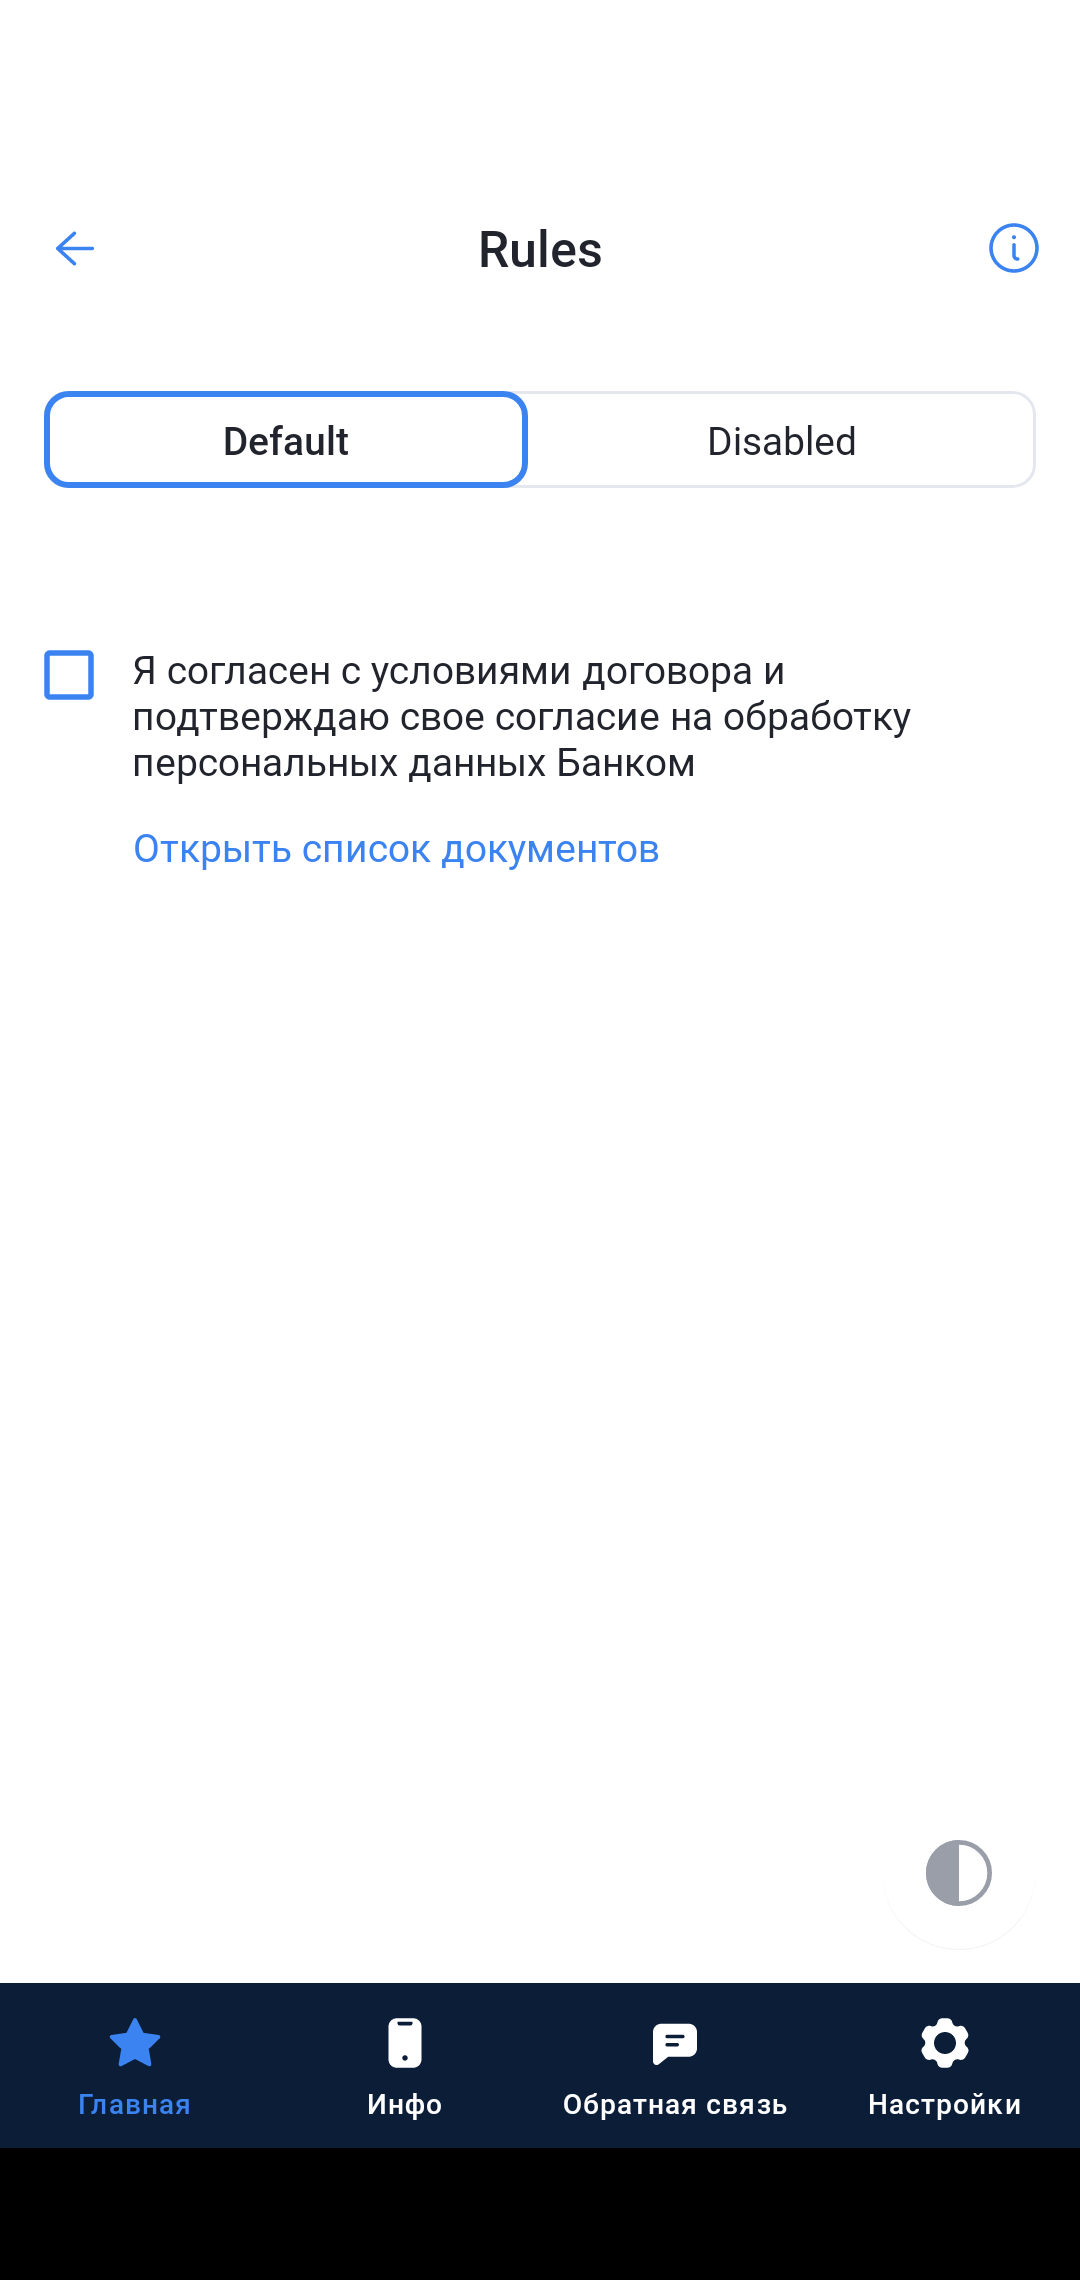 Rules
Default
Disabled
Я согласен с условиями договора и
подтверждаю свое согласие на обработку
персональных данных Банком
Открыть список документов
Главная
Инфо
Обратная связь
Настройки